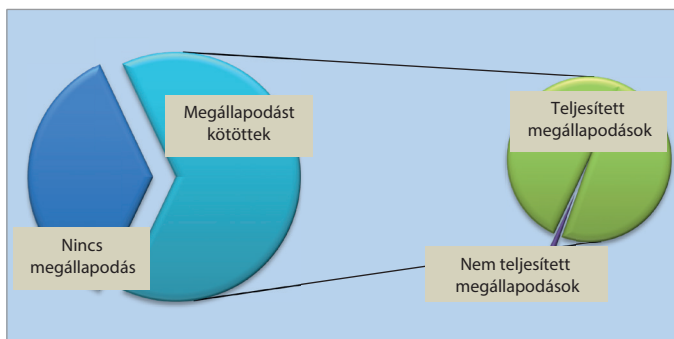 Megállapodást
kötöttek
Nincs
megállapodás
Teljesített
megállapodások
Nem teljesített
megállapodások